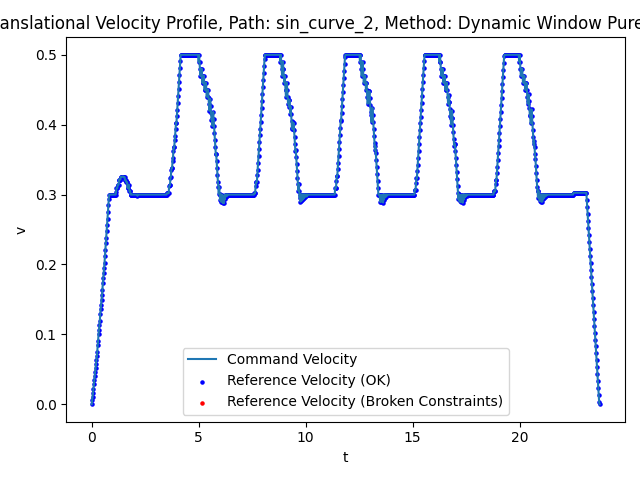 anslational Velocity Profile, Path: sin_curve_2, Method: Dynamic Window Pure
0.5
0.4
0.3
0.2
0.1
0.0
v
Command Velocity
Reference Velocity (OK)
Reference Velocity (Broken Constraints)
0 5 10 15 20
t